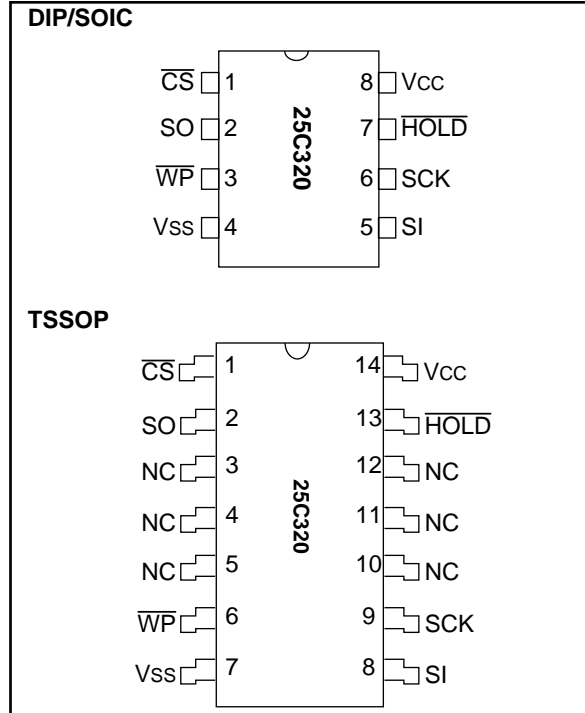 DIP/SOIC
CS 1 8 VCC
SO 2 7 HOLD
WP 3 6 SCK
VSS 4 5 SI
25C320
TSSOP
CS 1 14 VCC
SO 2 13 HOLD
NC 3 12 NC
NC 4 11 NC
NC 5 10 NC
WP 6 9 SCK
VSS 7 8 SI
25C320